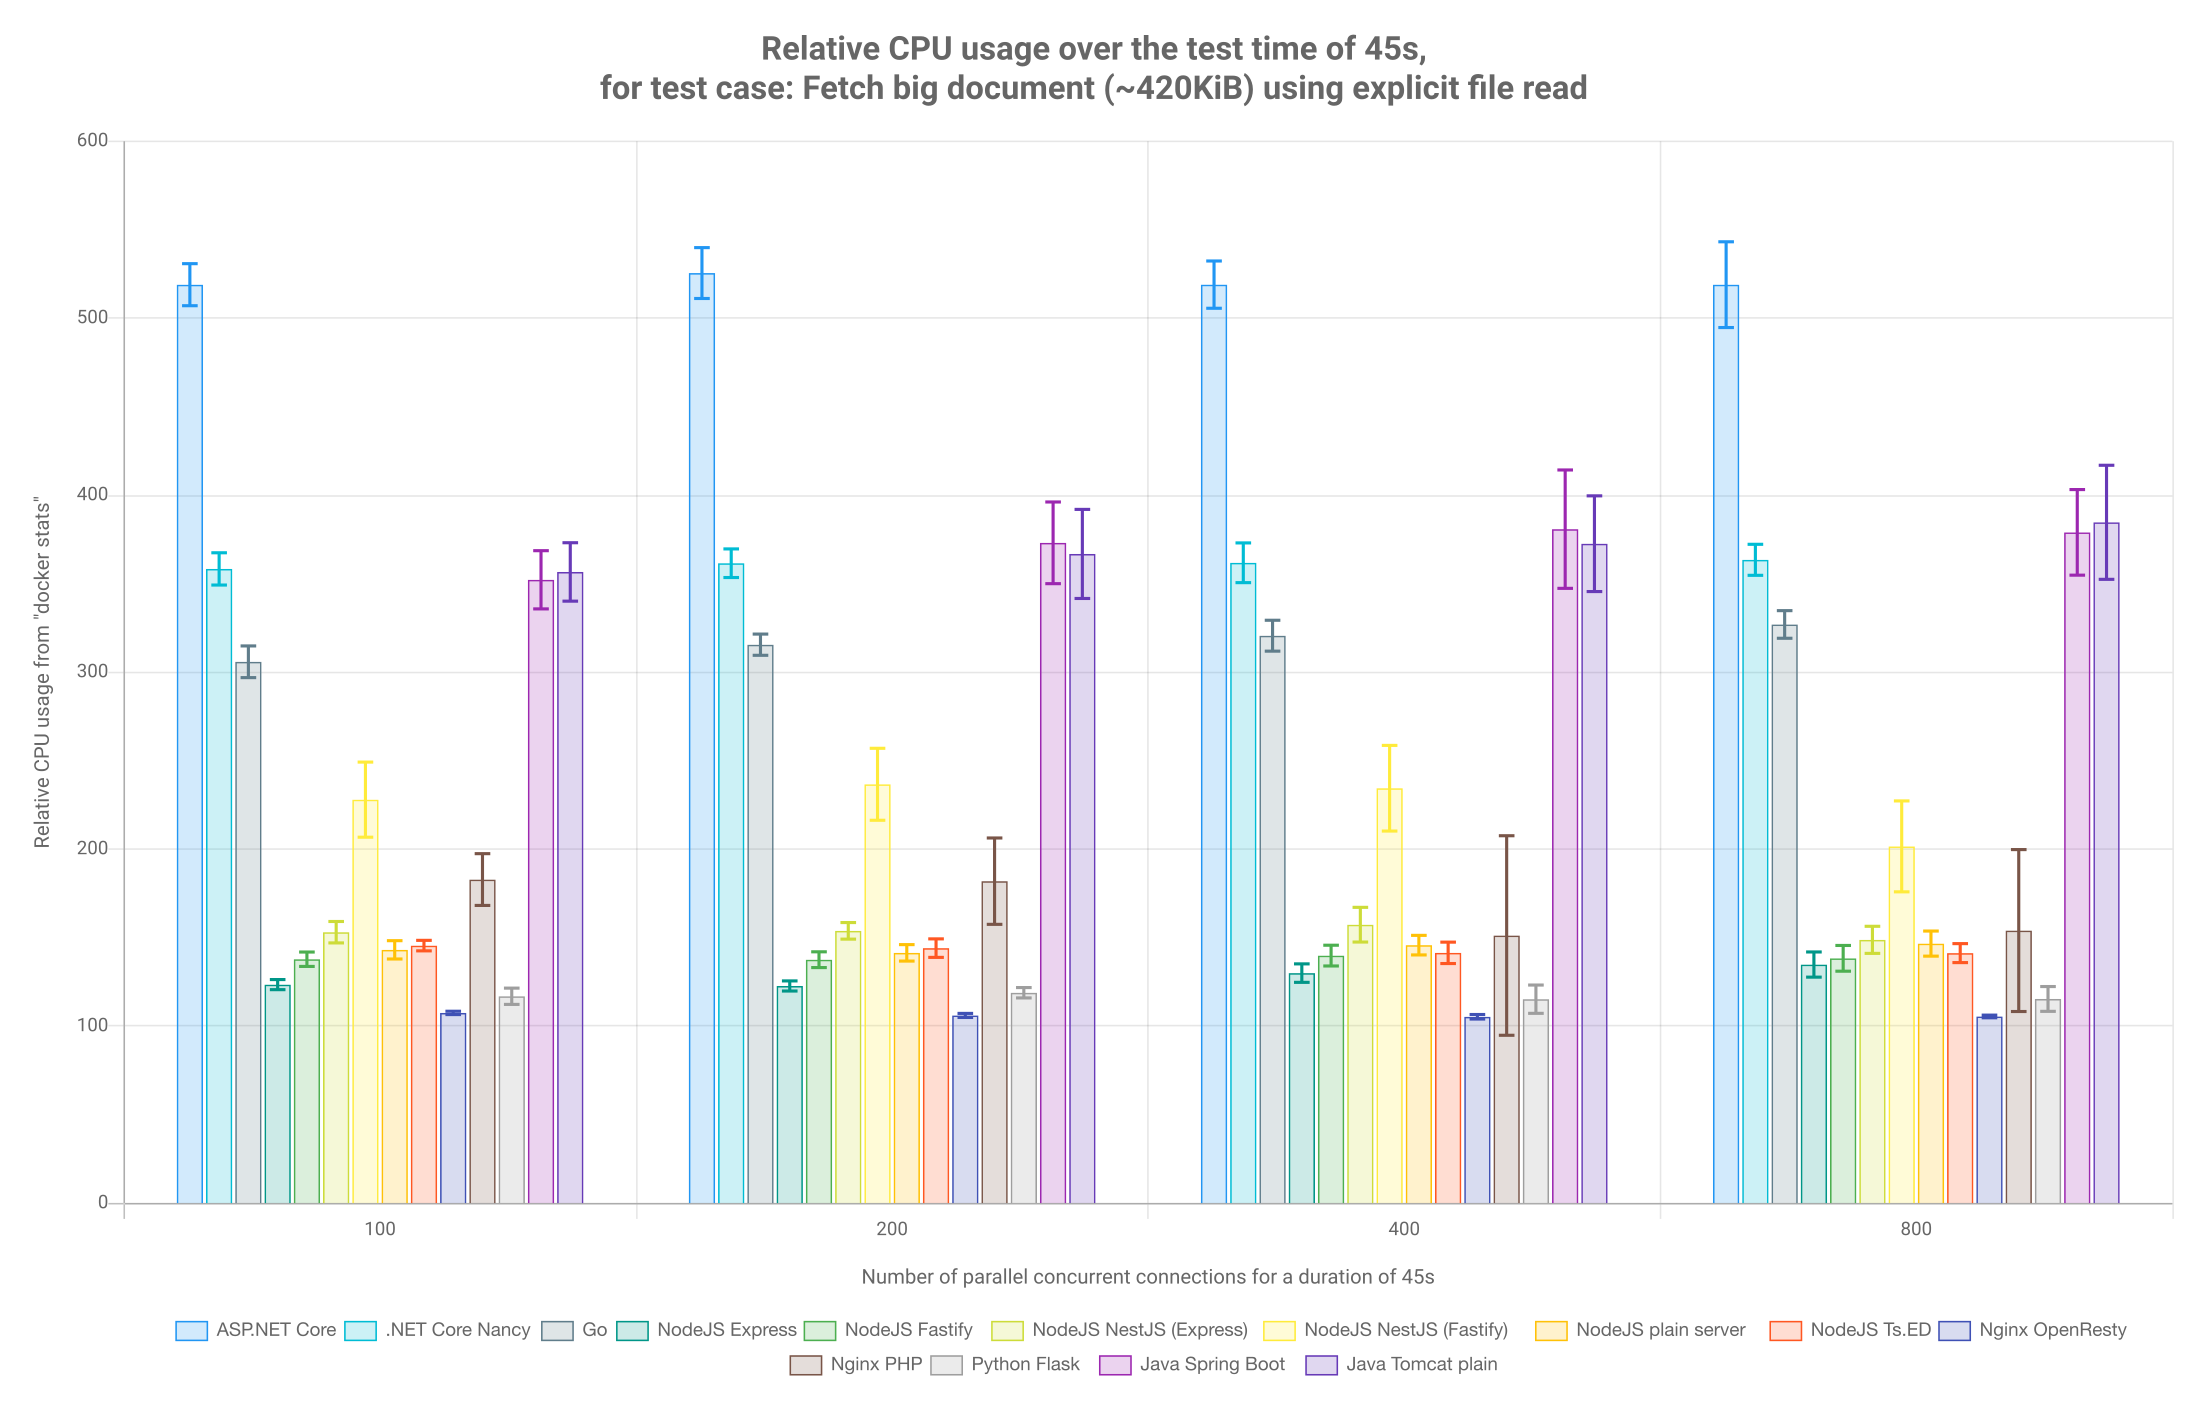 Relative CPU usage over the test time of 45s,
for test case: Fetch big document (~420KiB) using explicit file read
600
500
400
300
200
100
0
Relative CPU usage from "docker stats"
100 200 400 800
Number of parallel concurrent connections for a duration of 45s
ASP.NET Core .NET Core Nancy Go NodeJS Express NodeJS Fastify NodeJS NestJS (Express) NodeJS NestJS (Fastify) NodeJS plain server NodeJS Ts.ED Nginx OpenResty
Nginx PHP Python Flask Java Spring Boot Java Tomcat plain